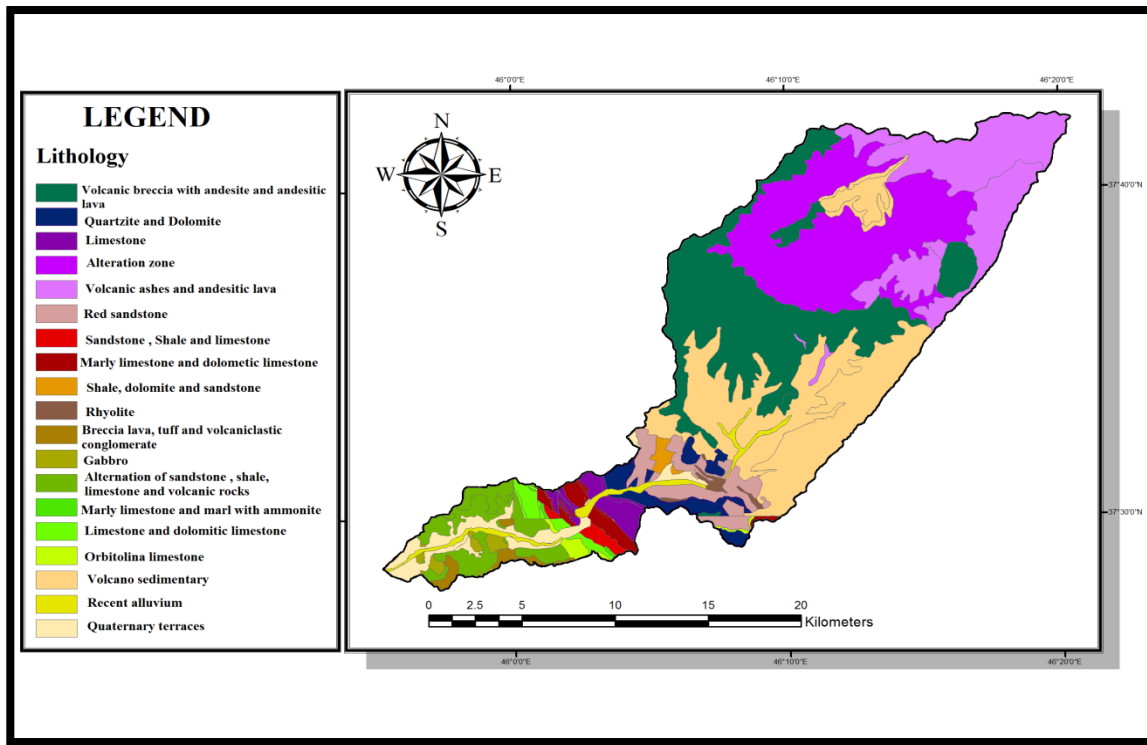 LEGEND
Lithology
Volcanic breccia with andesite and andesitic
lava
Quartzite and Dolomite
Limestone
Alteration zone
Volcanic ashes and andesitic lava
Red sandstone
Sandstone , Shale and limestone
Marly limestone and dolometic limestone
Shale, dolomite and sandstone
Rhyolite
Breccia lava, tuff and volcaniclastic
conglomerate
Gabbro
Alternation of sandstone , shale,
limestone and volcanic rocks
Marly limestone and marl with ammonite
Limestone and dolomitic limestone
Orbitolina limestone
Volcano sedimentary
Recent alluvium
Quaternary terraces
46°0'0"E 46°10'0"E 46°20'0"E
N
W E
S
37°40'0"N
37°30'0"N
0 2.5 5 10 15 20
Kilometers
46°0'0"E 46°10'0"E 46°20'0"E